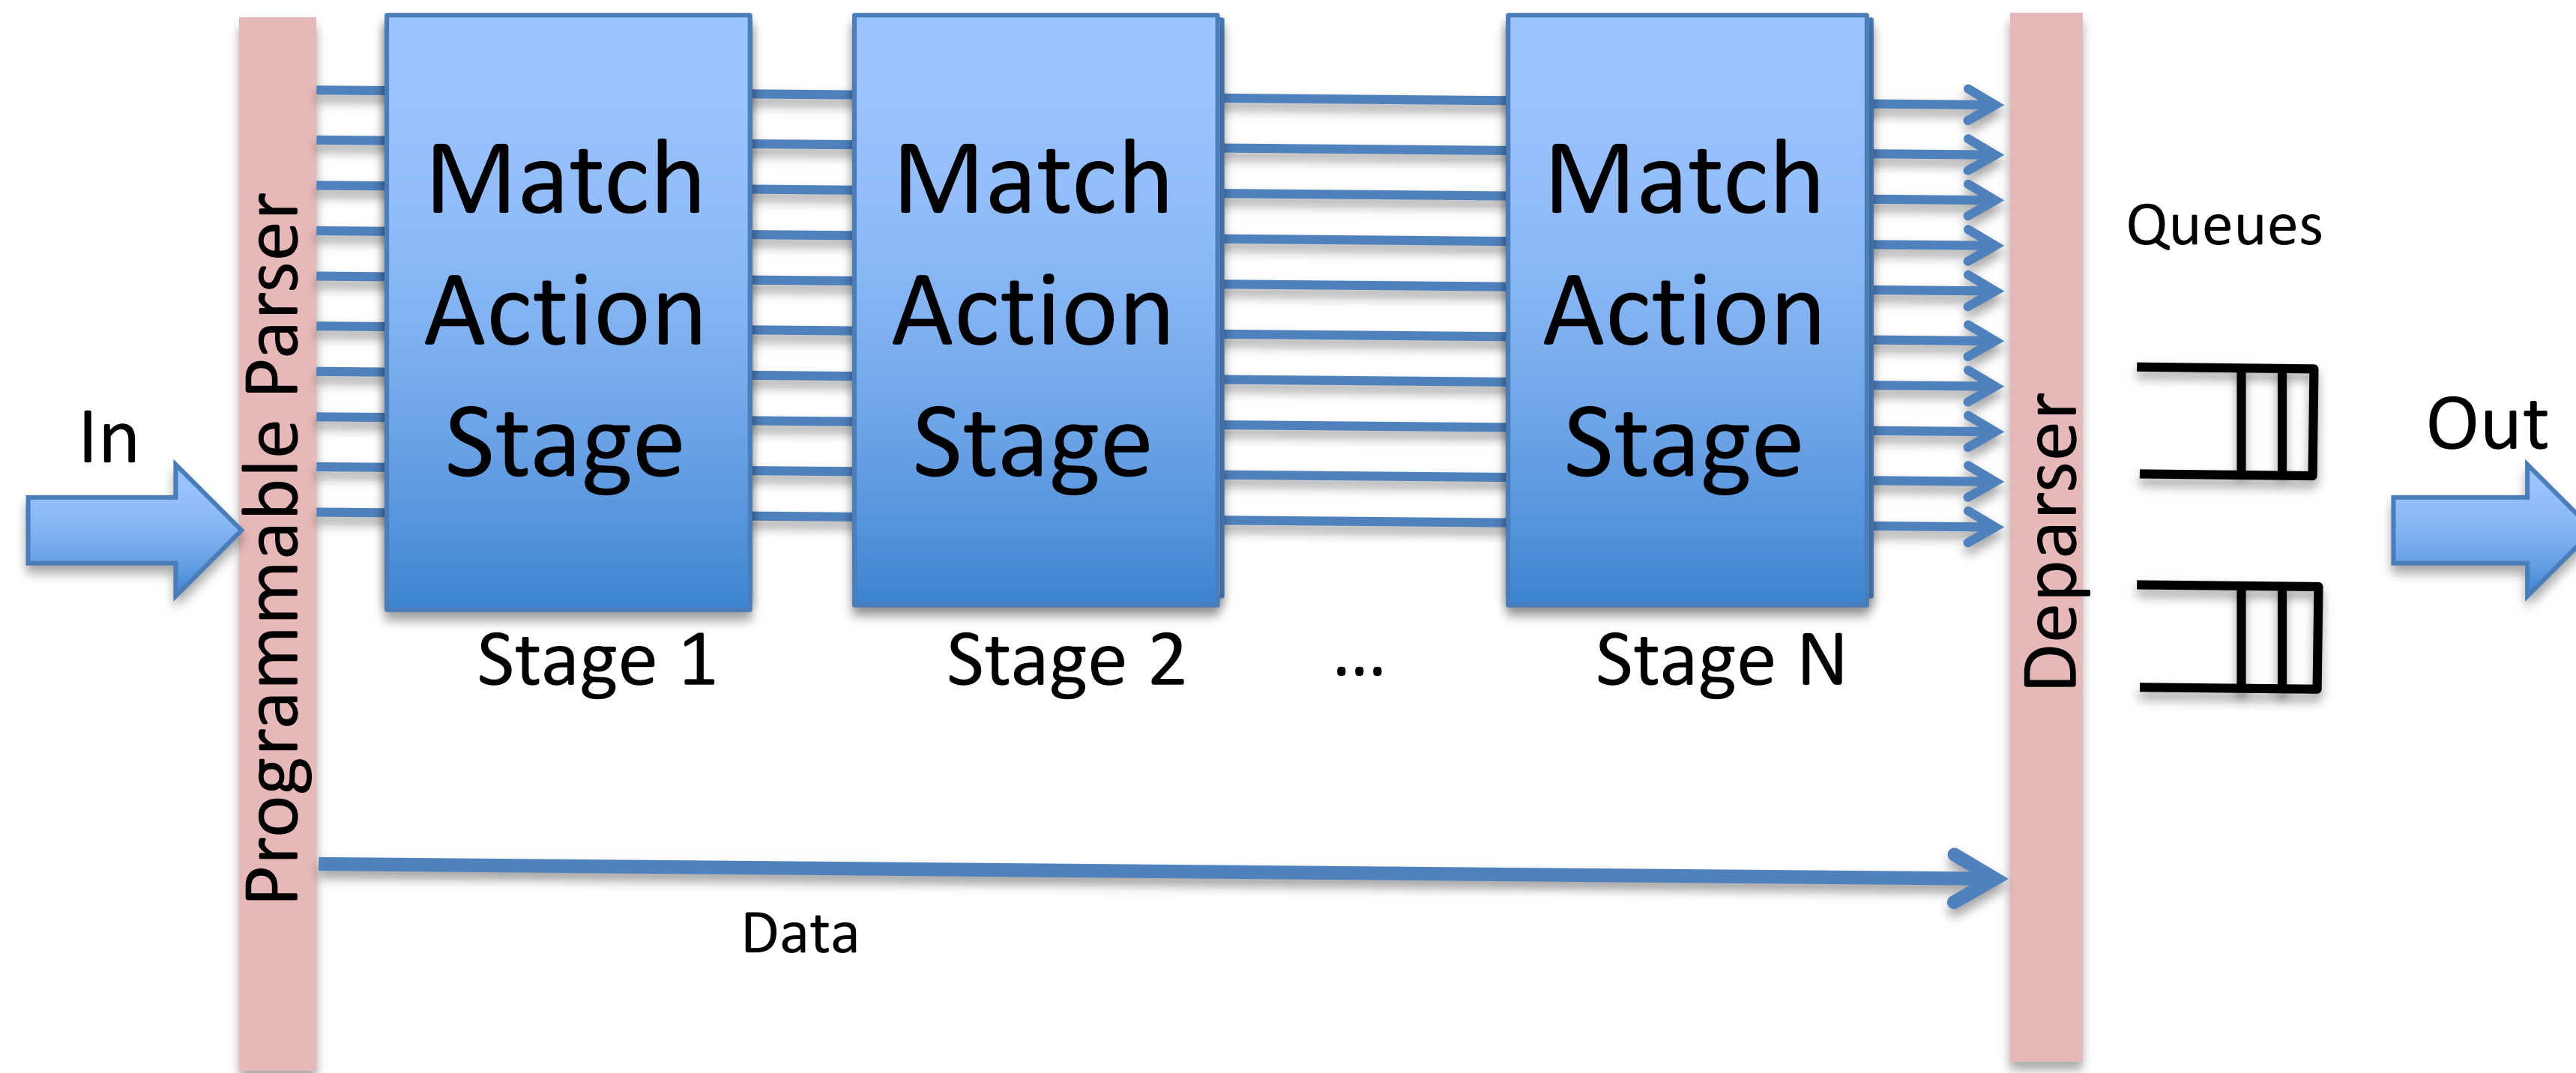 In
Programmable Parser
Match
Action
Stage
Stage 1
Match
Action
Stage
Stage 2
...
Match
Action
Stage
Stage N
Data
Deparser
Queues
Out